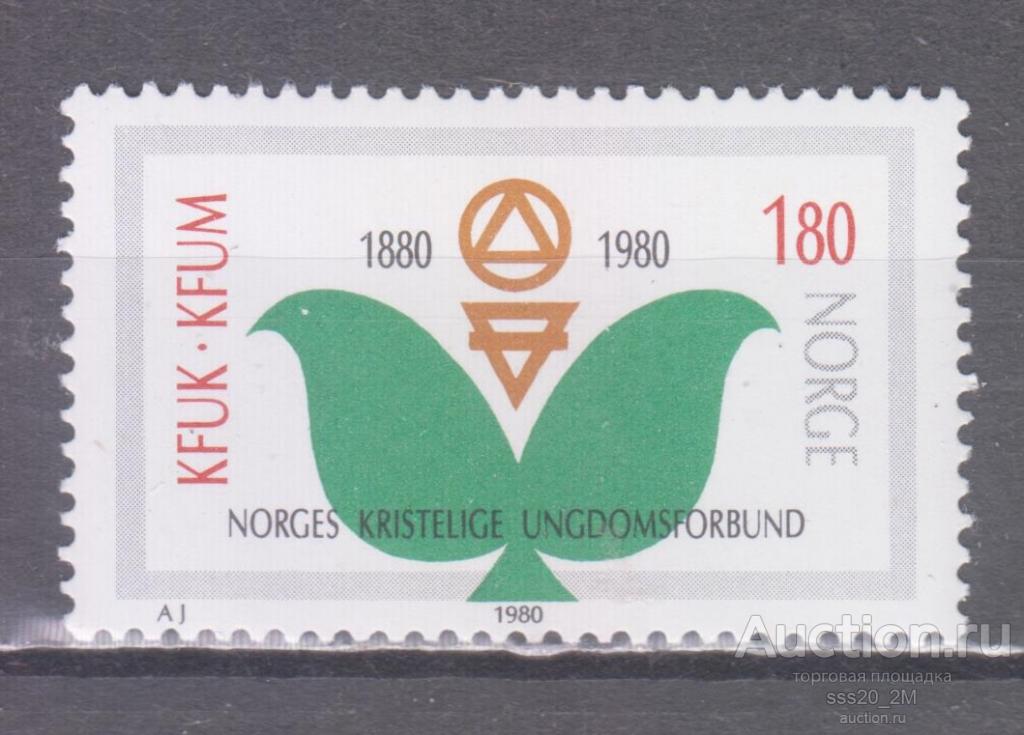 KFUK · KFUM
1880 1980
180
NORGE
NORGES KRISTELIGE UNGDOMSFORBUND
AJ
1980
Auction.ru
торговая площадка
sss20_2M
auction.ru